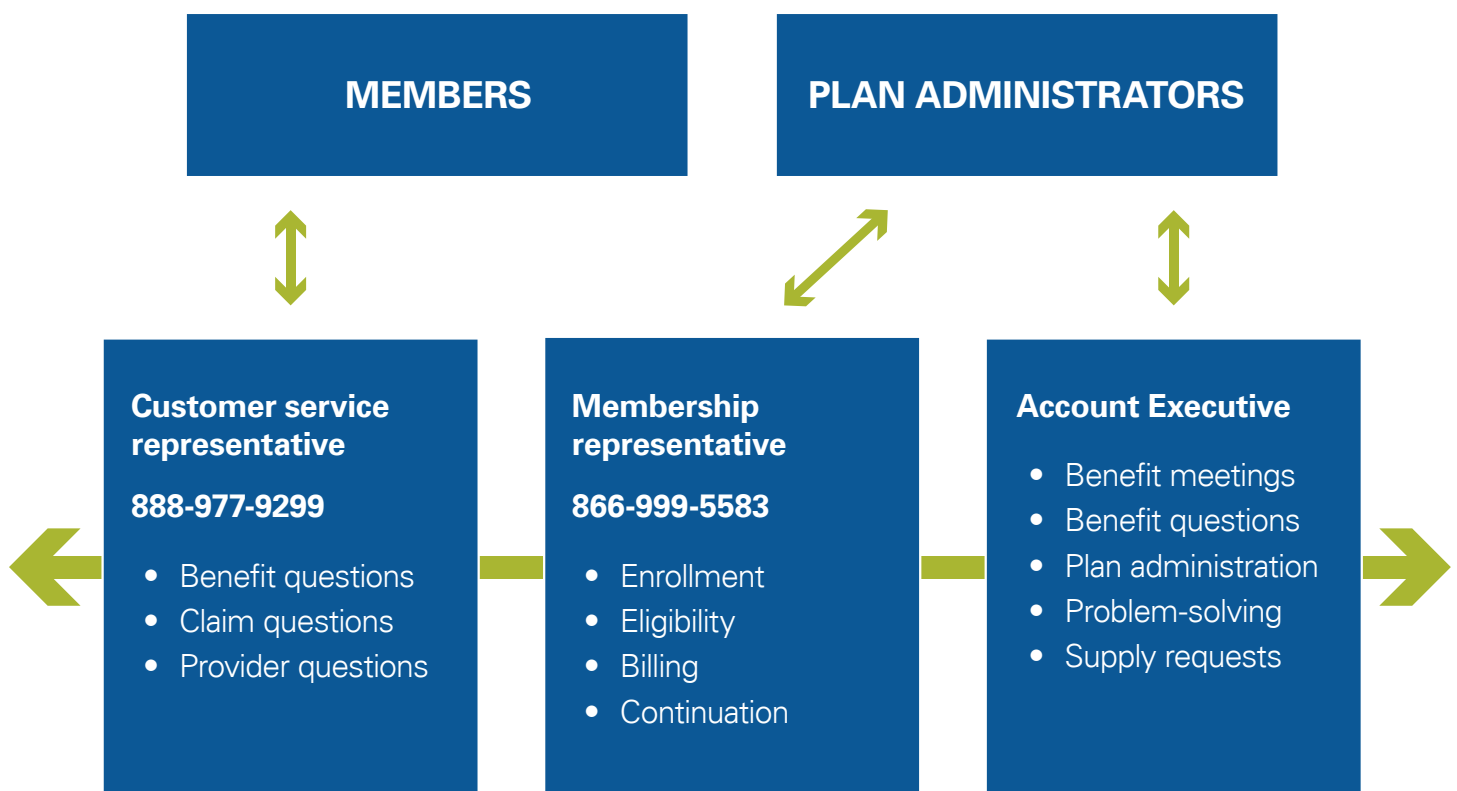 MEMBERS
PLAN ADMINISTRATORS
Customer service
representative
888-977-9299
• Benefit questions
• Claim questions
• Provider questions
Membership
representative
866-999-5583
• Enrollment
• Eligibility
• Billing
• Continuation
Account Executive
• Benefit meetings
• Benefit questions
• Plan administration
• Problem-solving
• Supply requests